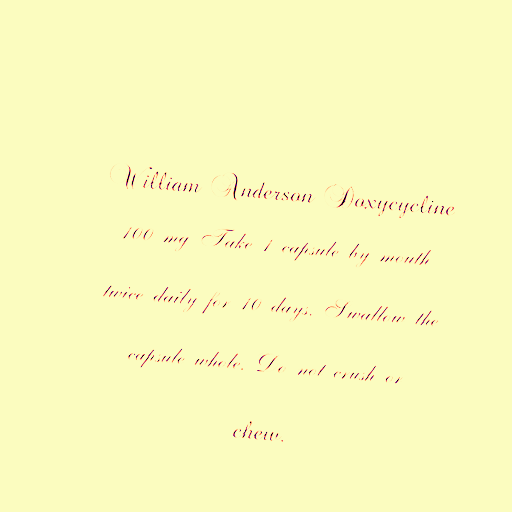 William Anderson Doxycycline
100 mg Take 1 capsule by mouth
twice daily for 10 days. Swallow the
capsule whole. Do not crush or
chew.